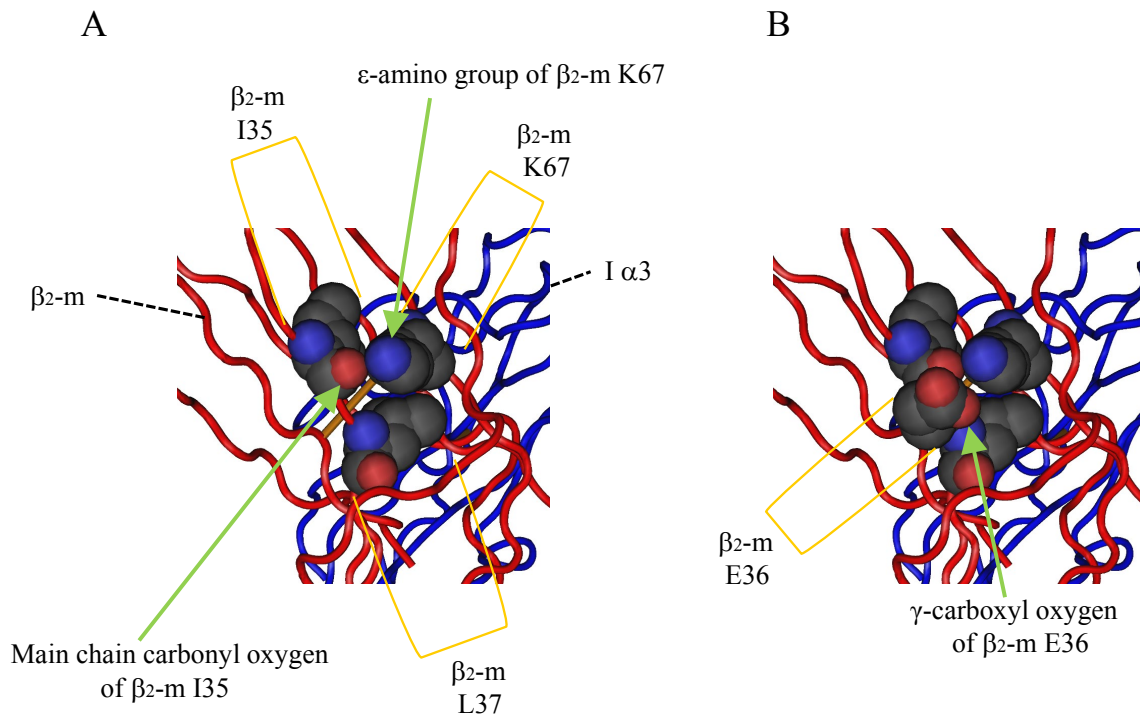 A
B
ε-amino group of β2-m K67
β2-m
I35
β2-m
K67
β2-m
I α3
Main chain carbonyl oxygen
of β2-m I35
β2-m
L37
β2-m
E36
γ-carboxyl oxygen
of β2-m E36